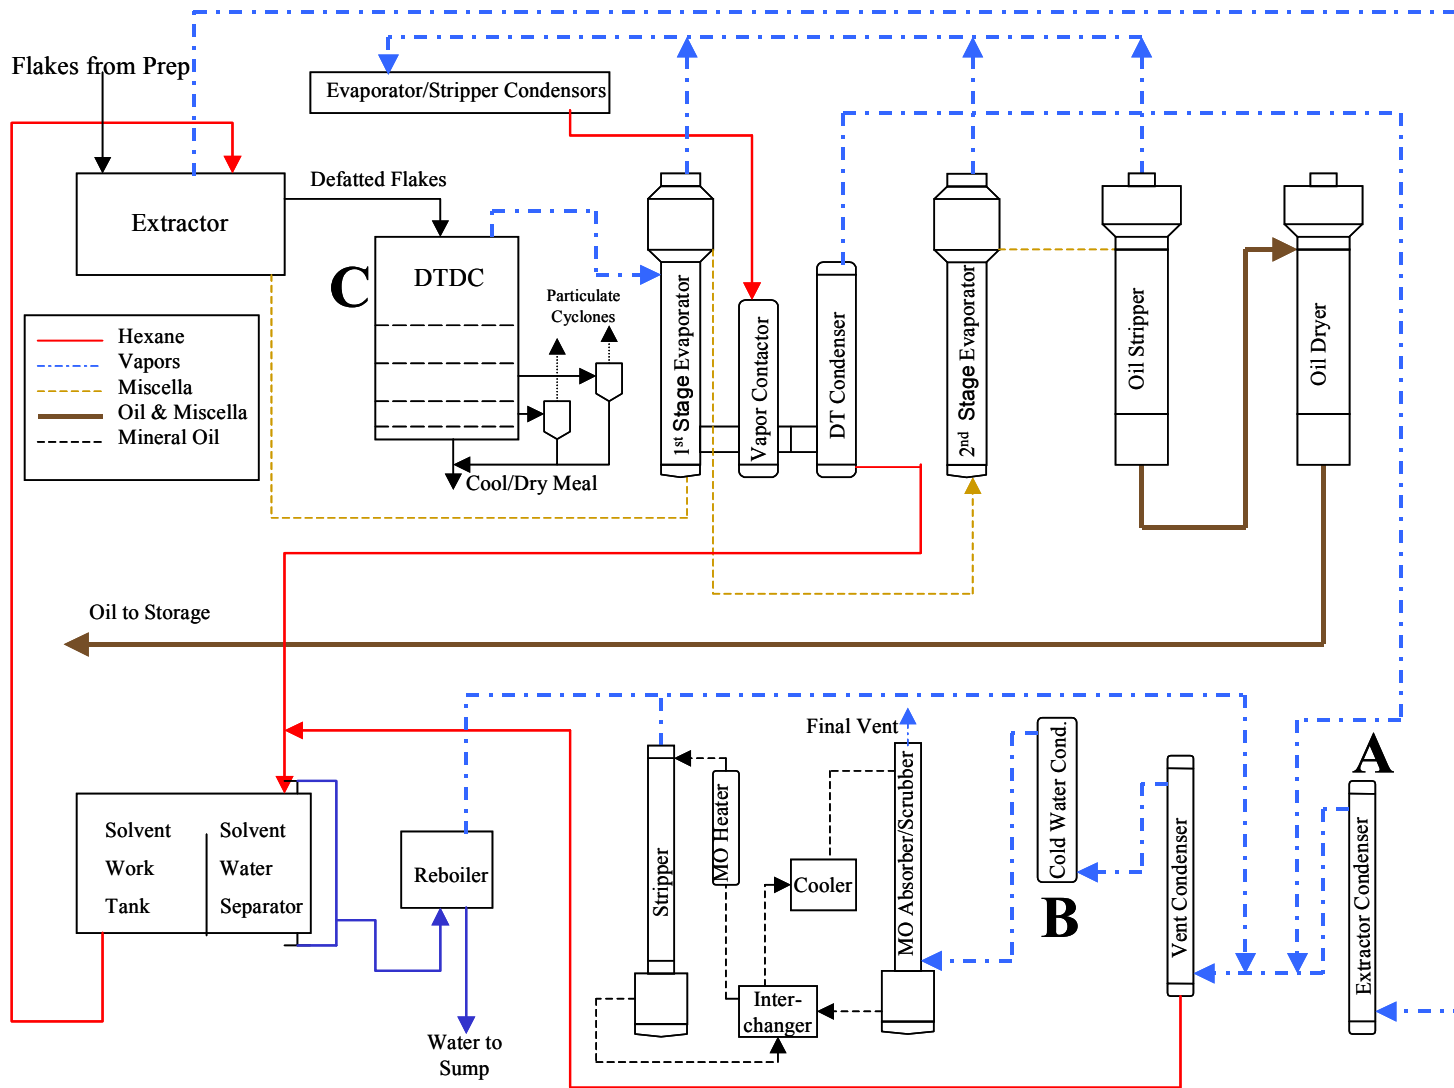 Flakes from Prep
Evaporator/Stripper Condensors
Extractor
Defatted Flakes
C
DTDC
Particulate
Cyclones
Cool/Dry Meal
1st Stage Evaporator
Vapor Contactor
DT Condenser
2nd Stage Evaporator
Oil Stripper
Oil Dryer
Hexane
Vapors
Miscella
Oil & Miscella
Mineral Oil
Oil to Storage
Solvent
Work
Tank
Solvent
Water
Separator
Reboiler
Water to
Sump
Stripper
MO Heater
Cooler
Inter-
changer
Final Vent
MO Absorber/Scrubber
Cold Water Cond.
B
Vent Condenser
A
Extractor Condenser